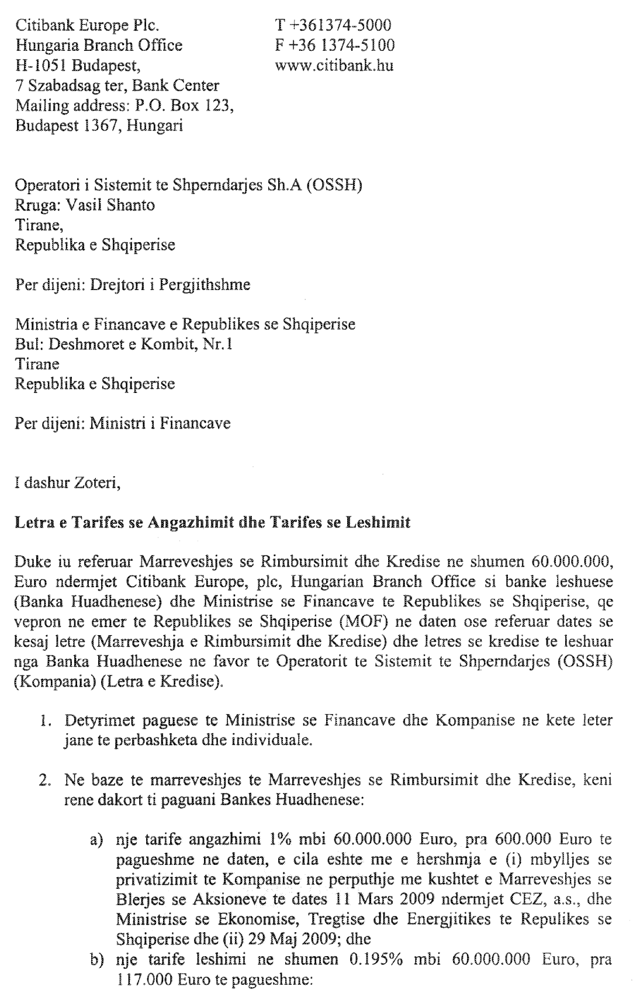 Citibank Europe Plc. T +361374-5000
Hungaria Branch Office F +36 1374-5100
H-1051 Budapest, www.citibank.hu
7 Szabadsag ter, Bank Center
Mailing address: P.O. Box 123,
Budapest 1367, Hungari
Operatori i Sistemit te Shperndarjes Sh.A (OSSH)
Rruga: Vasil Shanto
Tirane,
Republika e Shqiperise
Per dijeni: Drejtori i Pergjithshme
Ministria e Financave e Republikes se Shqiperise
Bul: Deshmoret e Kombit, Nr.1
Tirane
Republika e Shqiperise
Per dijeni: Ministri i Financave
I dashur Zoteri,
Letra e Tarifes se Angazhimit dhe Tarifes se Leshimit
Duke iu referuar Marreveshjes se Rimbursimit dhe Kredise ne shumen 60.000.000,
Euro ndermjet Citibank Europe, plc, Hungarian Branch Office si banke leshuese
(Banka Huadhenese) dhe Ministrise se Financave te Republikes se Shqiperise, qe
vepron ne emer te Republikes se Shqiperise (MOF) ne daten ose referuar dates se
kesaj letre (Marreveshja e Rimbursimit dhe Kredise) dhe letres se kredise te leshuar
nga Banka Huadhenese ne favor te Operatorit te Sistemit te Shperndarjes (OSSH)
(Kompania) (Letra e Kredise).
1. Detyrimet paguese te Ministrise se Financave dhe Kompanise ne kete leter
jane te perbashketa dhe individuale.
2. Ne baze te marreveshjes te Marreveshjes se Rimbursimit dhe Kredise, keni
rene dakort ti paguani Bankes Huadhenese:
a) nje tarife angazhimi 1% mbi 60.000.000 Euro, pra 600.000 Euro te
pagueshme ne daten, e cila eshte me e hershmja e (i) mbylljes se
privatizimit te Kompanise ne perputhje me kushtet e Marreveshjes se
Blerjes se Aksioneve te dates 11 Mars 2009 ndermjet CEZ, a.s., dhe
Ministrise se Ekonomise, Tregtise dhe Energjitikes te Repulikes se
Shqiperise dhe (ii) 29 Maj 2009; dhe
b) nje tarife leshimi ne shumen 0.195% mbi 60.000.000 Euro, pra
117.000 Euro te pagueshme: